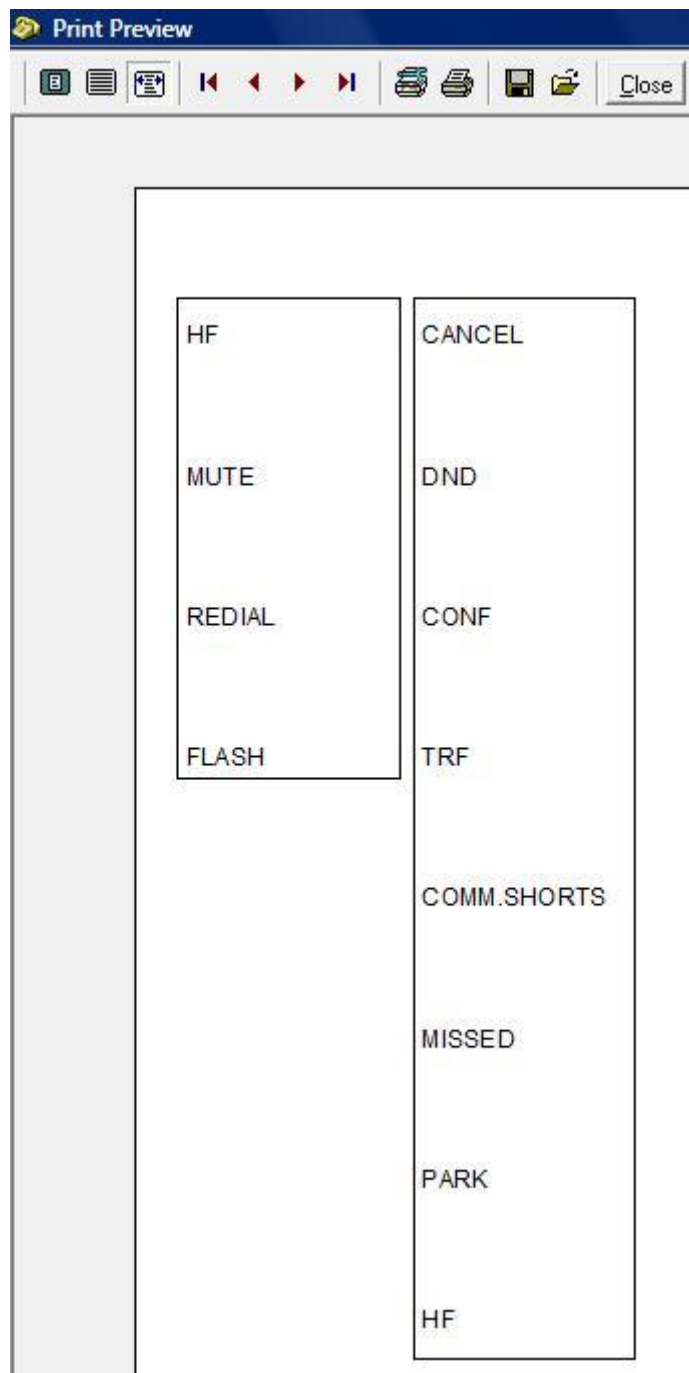 Print Preview
Close
HF
MUTE
REDIAL
FLASH
CANCEL
DND
CONF
TRF
COMM.SHORTS
MISSED
PARK
HF